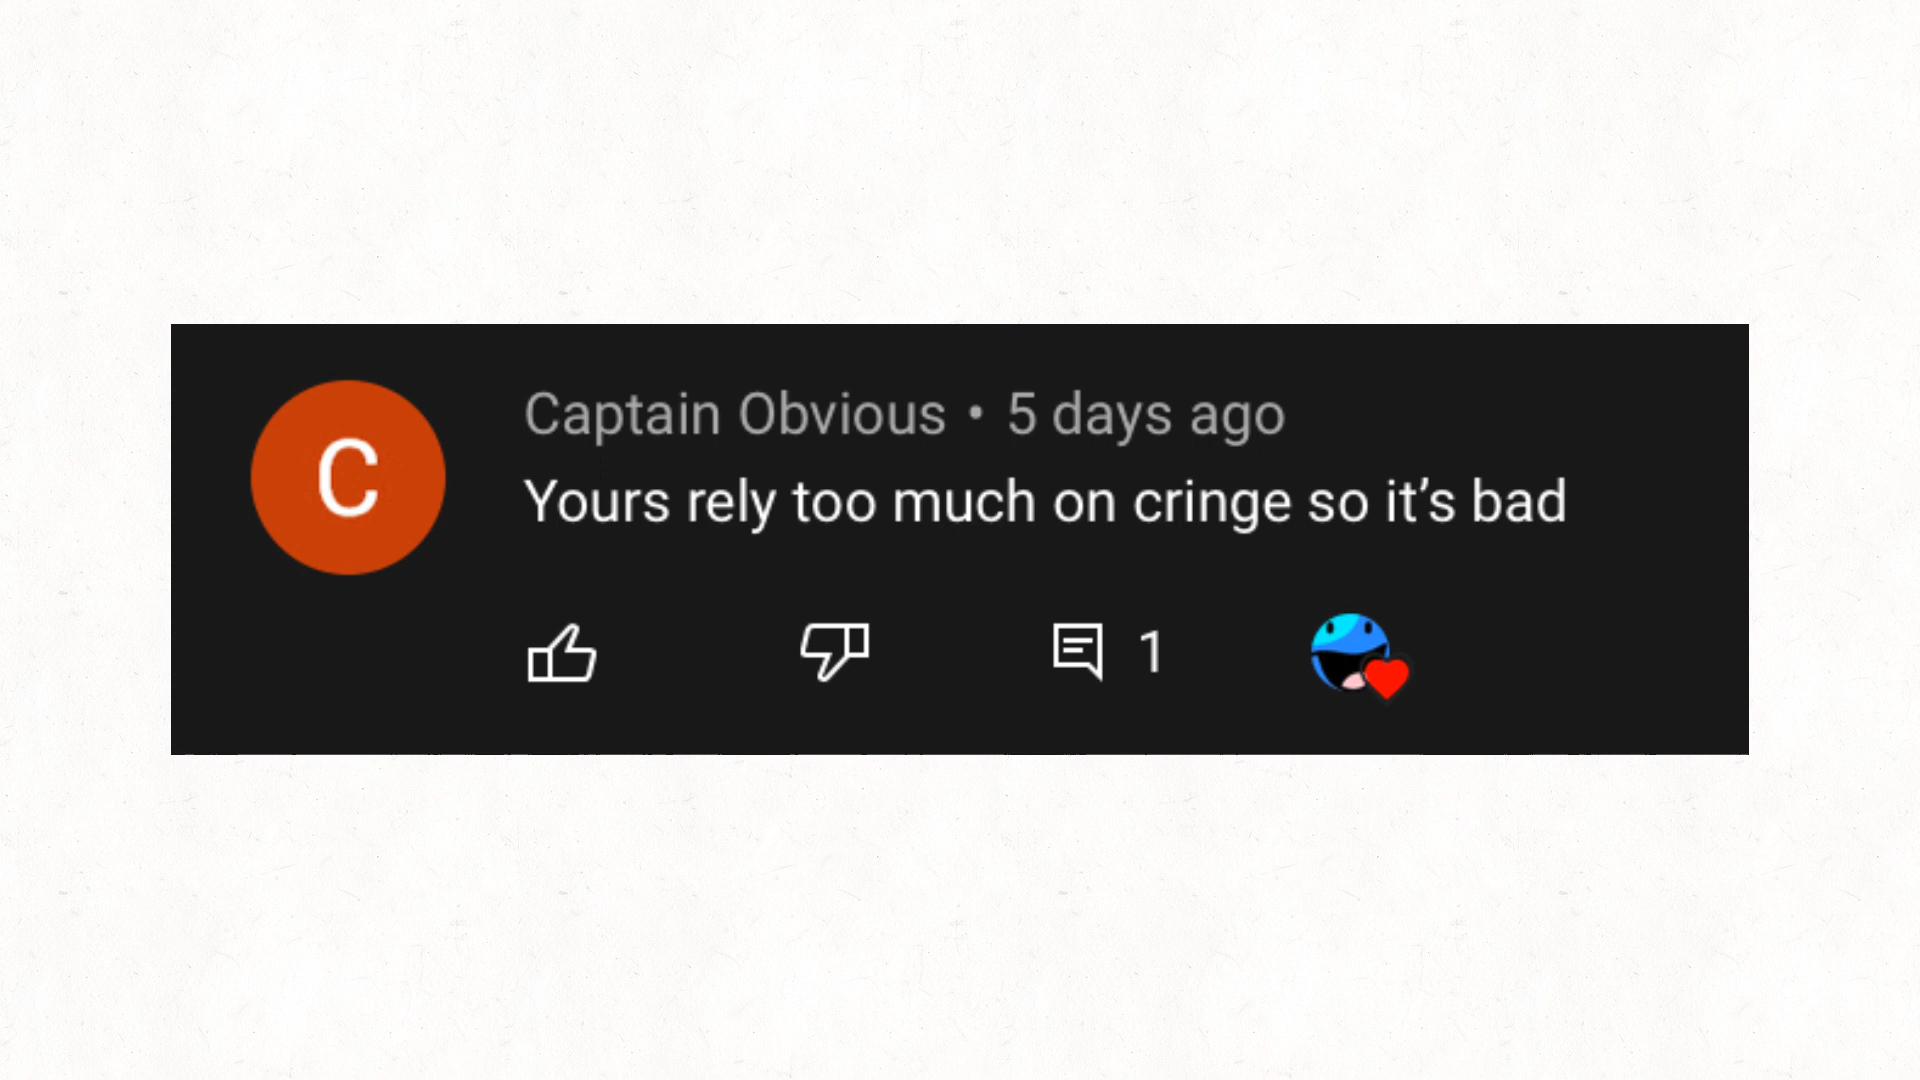 C
Captain Obvious • 5 days ago
Yours rely too much on cringe so it’s bad
1